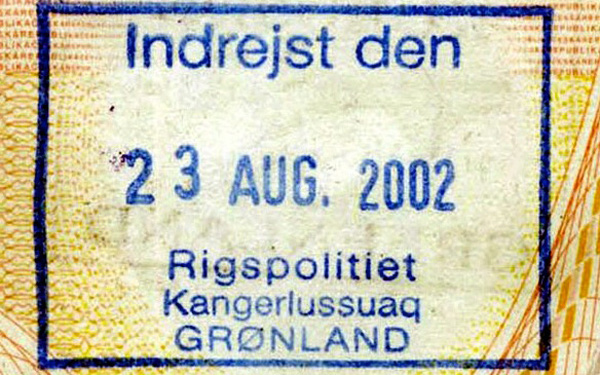 Indrejst den
23 AUG. 2002
Rigspolitiet
Kangerlussuaq
GRØNLAND